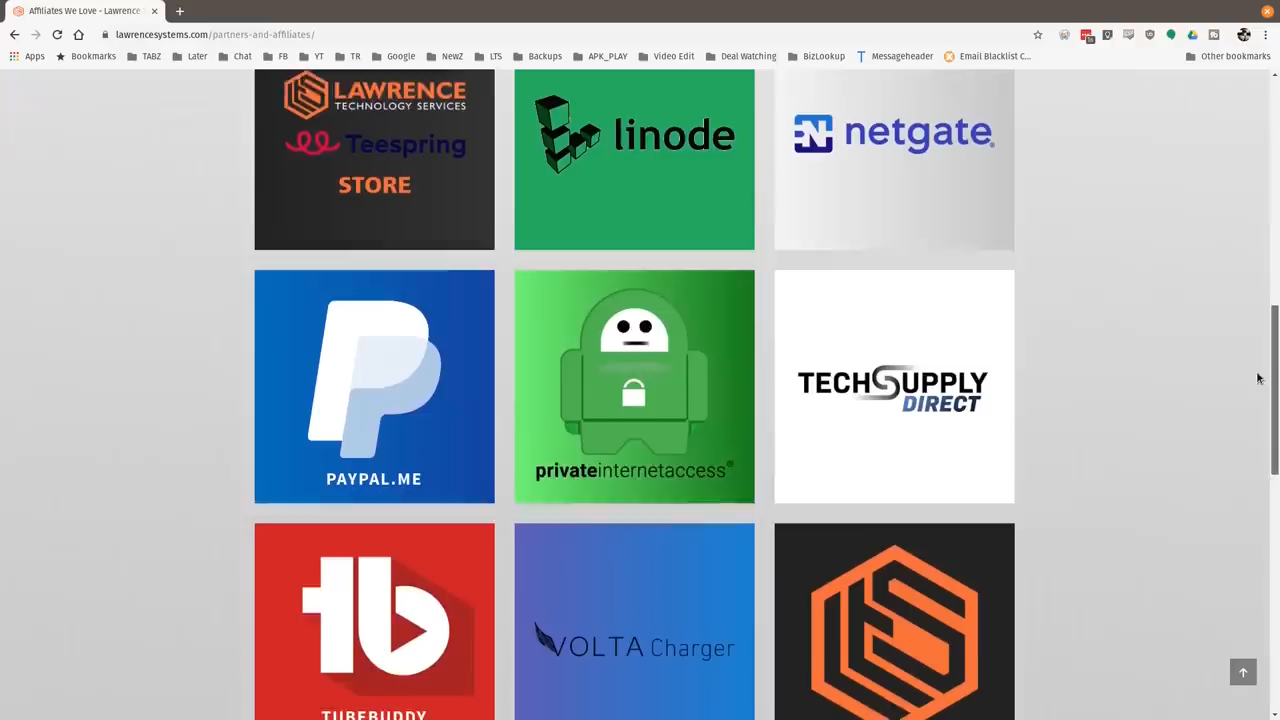 Affiliates We Love - Lawrence
lawrencesystems.com/partners-and-affiliates/
Apps
Bookmarks
TABZ
Later
Chat
FB
YT
TR
Google
NewZ
LTS
Backups
APK_PLAY
Video Edit
Deal Watching
BizLookup
Messageheader
Email Blacklist C...
Other bookmarks
LAWRENCE
TECHNOLOGY SERVICES
Teespring
STORE
linode
netgate®
PAYPAL.ME
privateinternetaccess®
TECHSUPPLY
DIRECT
tb
TUBEBUDDY
VOLTA Charger